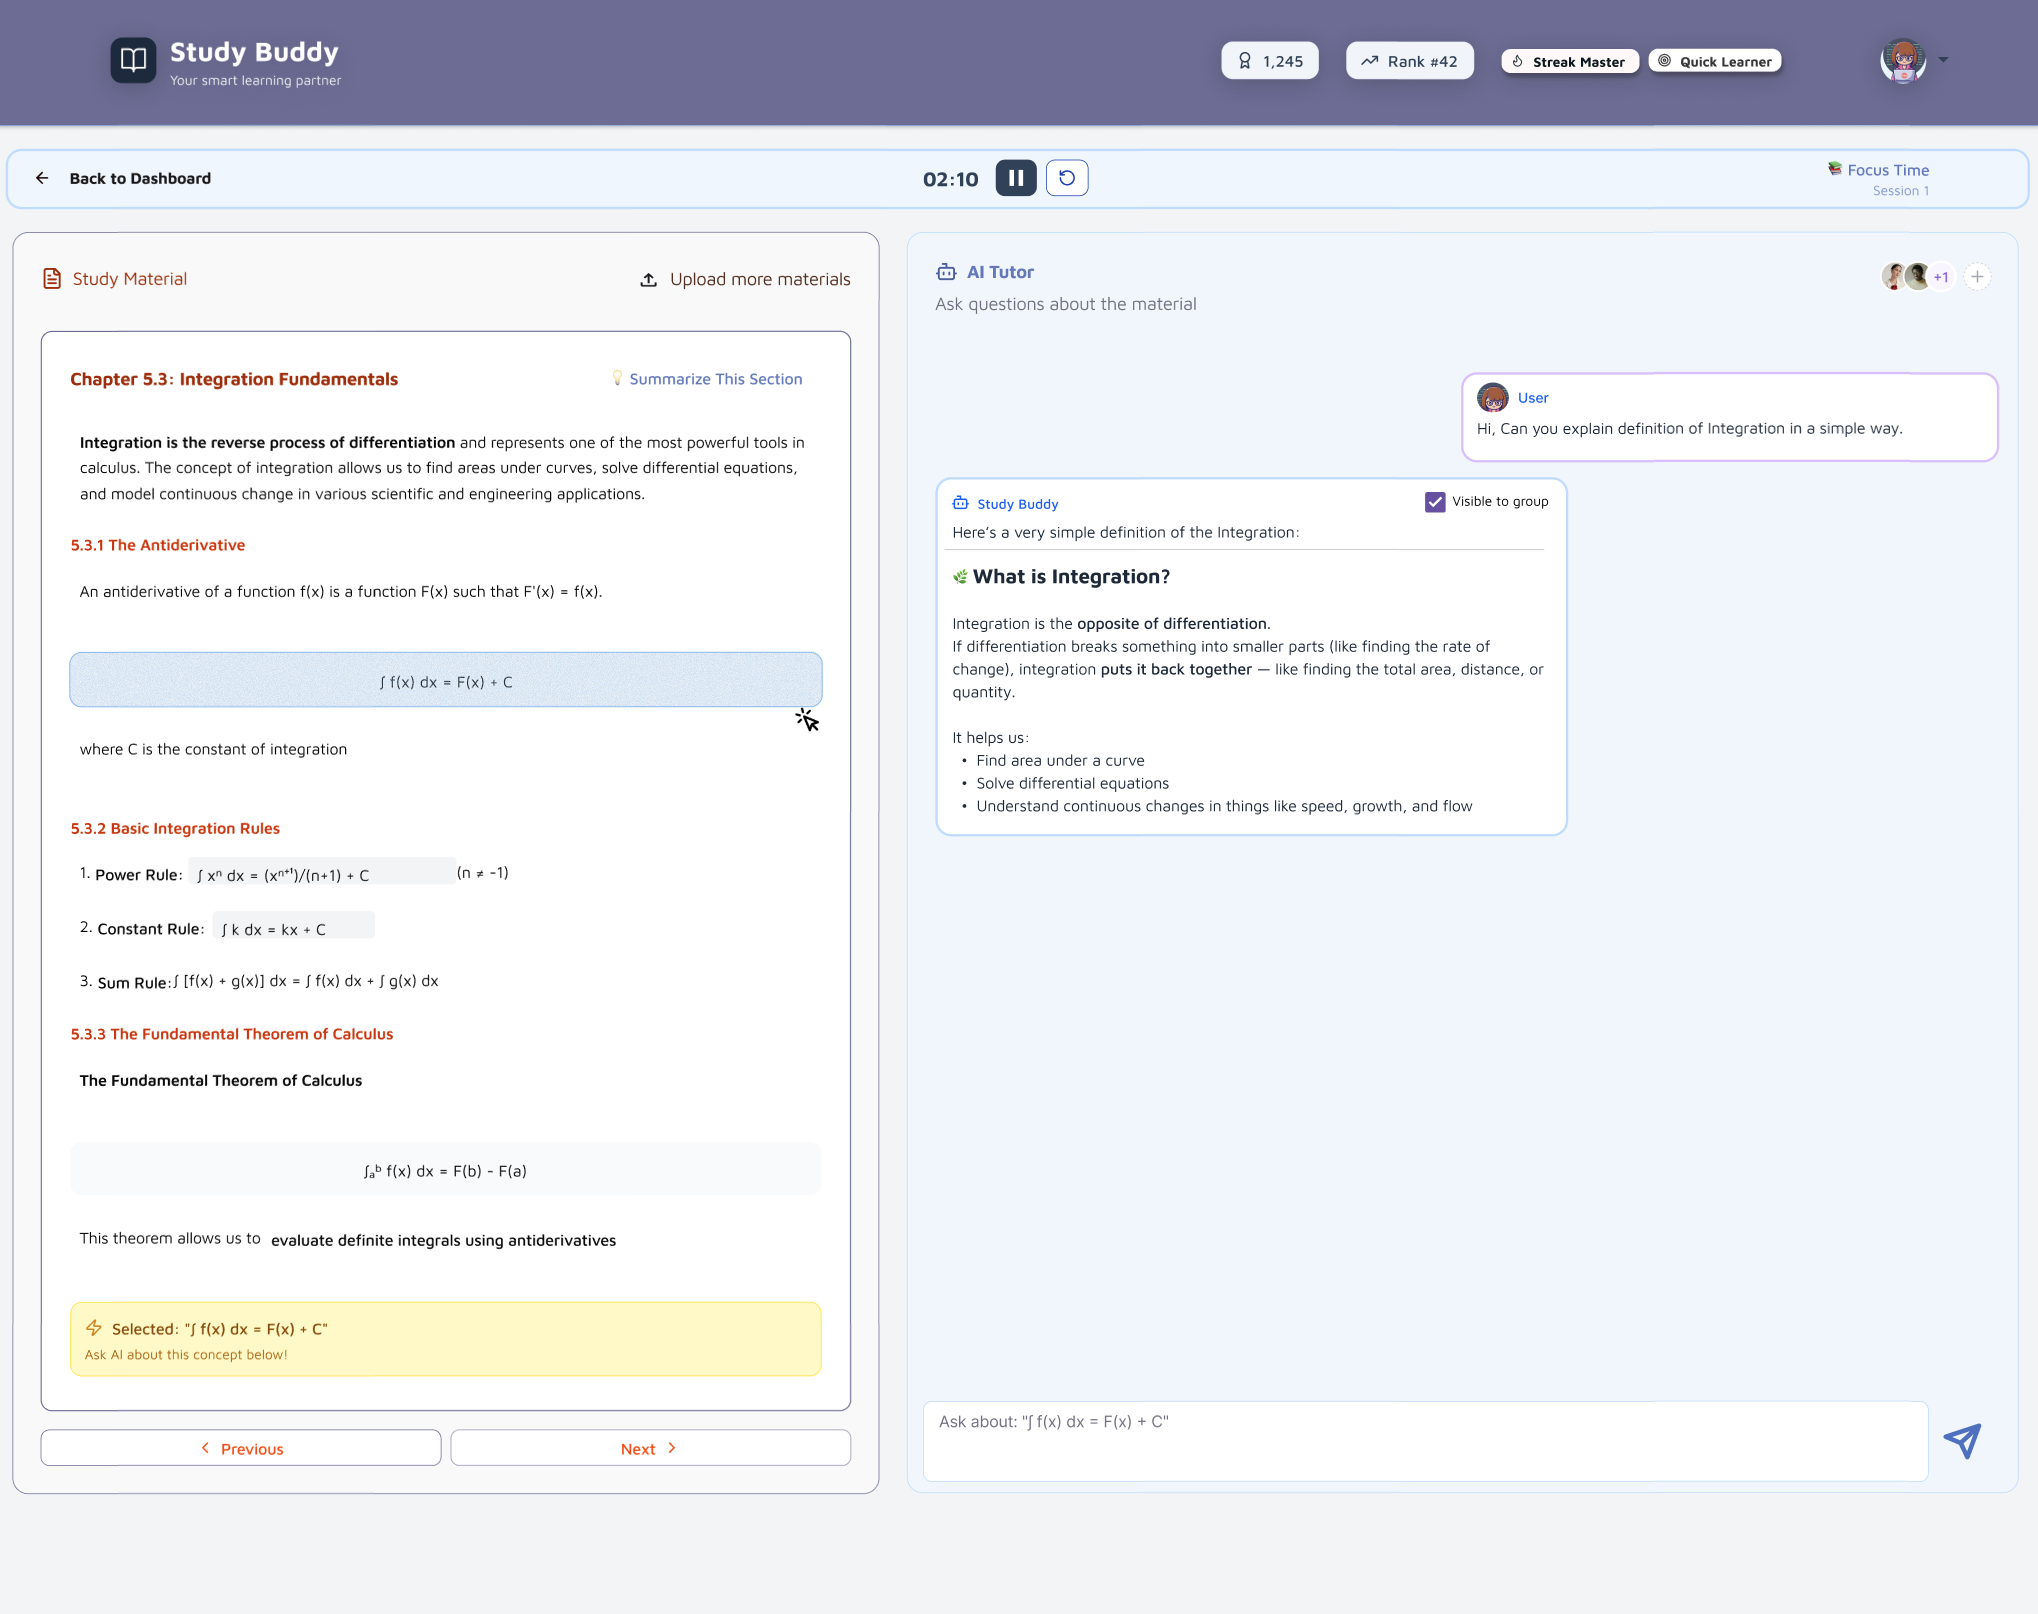 Study Buddy
Your smart learning partner
1,245
Rank #42
Streak Master
Quick Learner
Back to Dashboard
02:10
Focus Time
Session 1
Study Material
Upload more materials
Chapter 5.3: Integration Fundamentals
Summarize This Section
Integration is the reverse process of differentiation and represents one of the most powerful tools in
calculus. The concept of integration allows us to find areas under curves, solve differential equations,
and model continuous change in various scientific and engineering applications.
5.3.1 The Antiderivative
An antiderivative of a function f(x) is a function F(x) such that F'(x) = f(x).
∫ f(x) dx = F(x) + C
where C is the constant of integration
5.3.2 Basic Integration Rules
1. Power Rule: ∫ xⁿ dx = (xⁿ⁺¹)/(n+1) + C (n ≠ -1)
2. Constant Rule: ∫ k dx = kx + C
3. Sum Rule: ∫ [f(x) + g(x)] dx = ∫ f(x) dx + ∫ g(x) dx
5.3.3 The Fundamental Theorem of Calculus
The Fundamental Theorem of Calculus
∫ₐᵇ f(x) dx = F(b) - F(a)
This theorem allows us to evaluate definite integrals using antiderivatives
Selected: "∫ f(x) dx = F(x) + C"
Ask AI about this concept below!
Previous
Next
AI Tutor
+1
Ask questions about the material
User
Hi, Can you explain definition of Integration in a simple way.
Study Buddy
Visible to group
Here's a very simple definition of the Integration:
What is Integration?
Integration is the opposite of differentiation.
If differentiation breaks something into smaller parts (like finding the rate of
change), integration puts it back together — like finding the total area, distance, or
quantity.
It helps us:
• Find area under a curve
• Solve differential equations
• Understand continuous changes in things like speed, growth, and flow
Ask about: "∫ f(x) dx = F(x) + C"